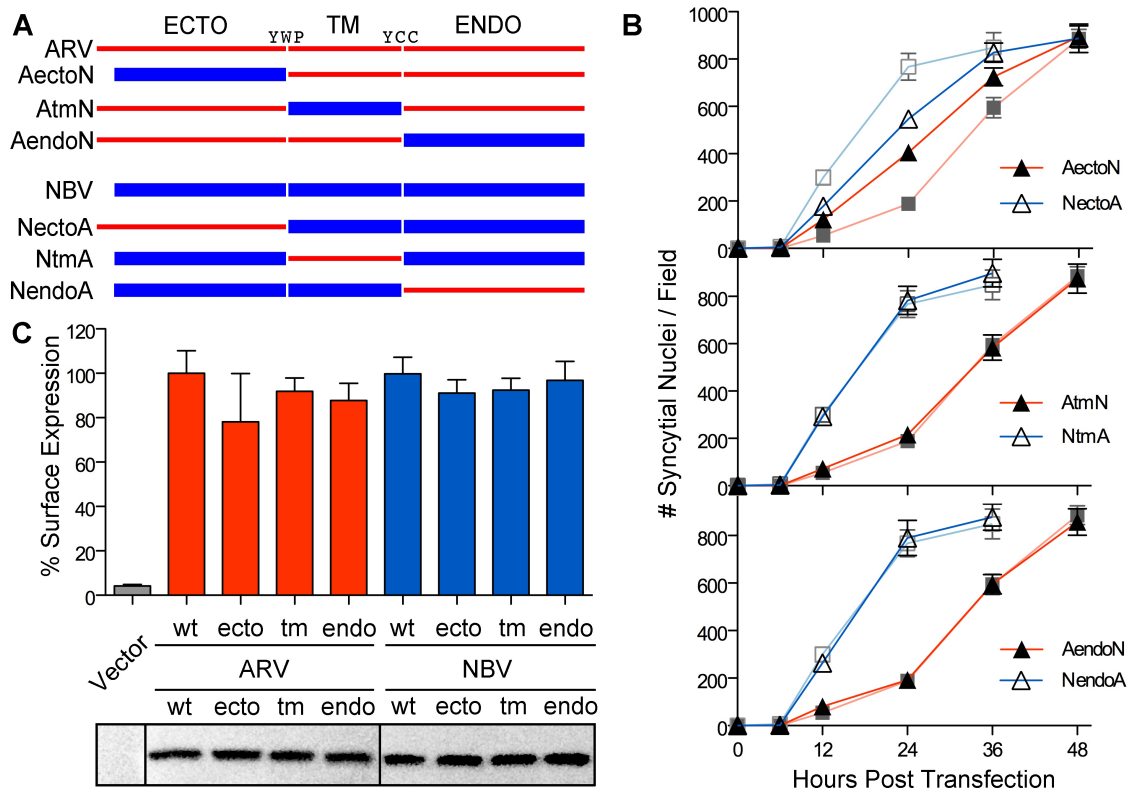 A
ECTO TM ENDO
YWP YCC
ARV
AectoN
AtmN
AendoN
NBV
NectoA
NtmA
NendoA
B
# Syncytial Nuclei / Field
1000
800
600
400
200
0
AectoN
NectoA
800
600
400
200
0
AtmN
NtmA
800
600
400
200
0
AendoN
NendoA
0 12 24 36 48
Hours Post Transfection
C
% Surface Expression
120
100
80
60
40
20
0
Vector
wt ecto tm endo wt ecto tm endo
ARV NBV
wt ecto tm endo wt ecto tm endo